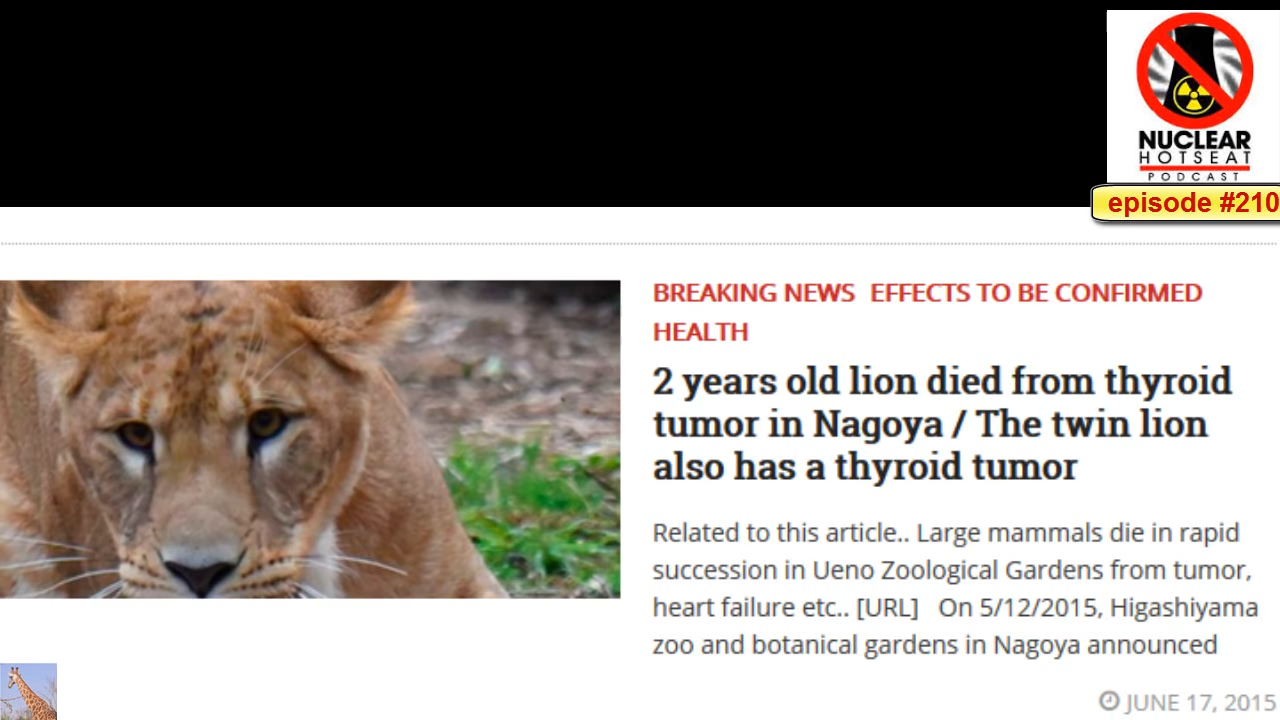 NUCLEAR
HOTSEAT
PODCAST
episode #210
BREAKING NEWS EFFECTS TO BE CONFIRMED
HEALTH
2 years old lion died from thyroid
tumor in Nagoya / The twin lion
also has a thyroid tumor
Related to this article.. Large mammals die in rapid
succession in Ueno Zoological Gardens from tumor,
heart failure etc.. [URL] On 5/12/2015, Higashiyama
zoo and botanical gardens in Nagoya announced
JUNE 17, 2015